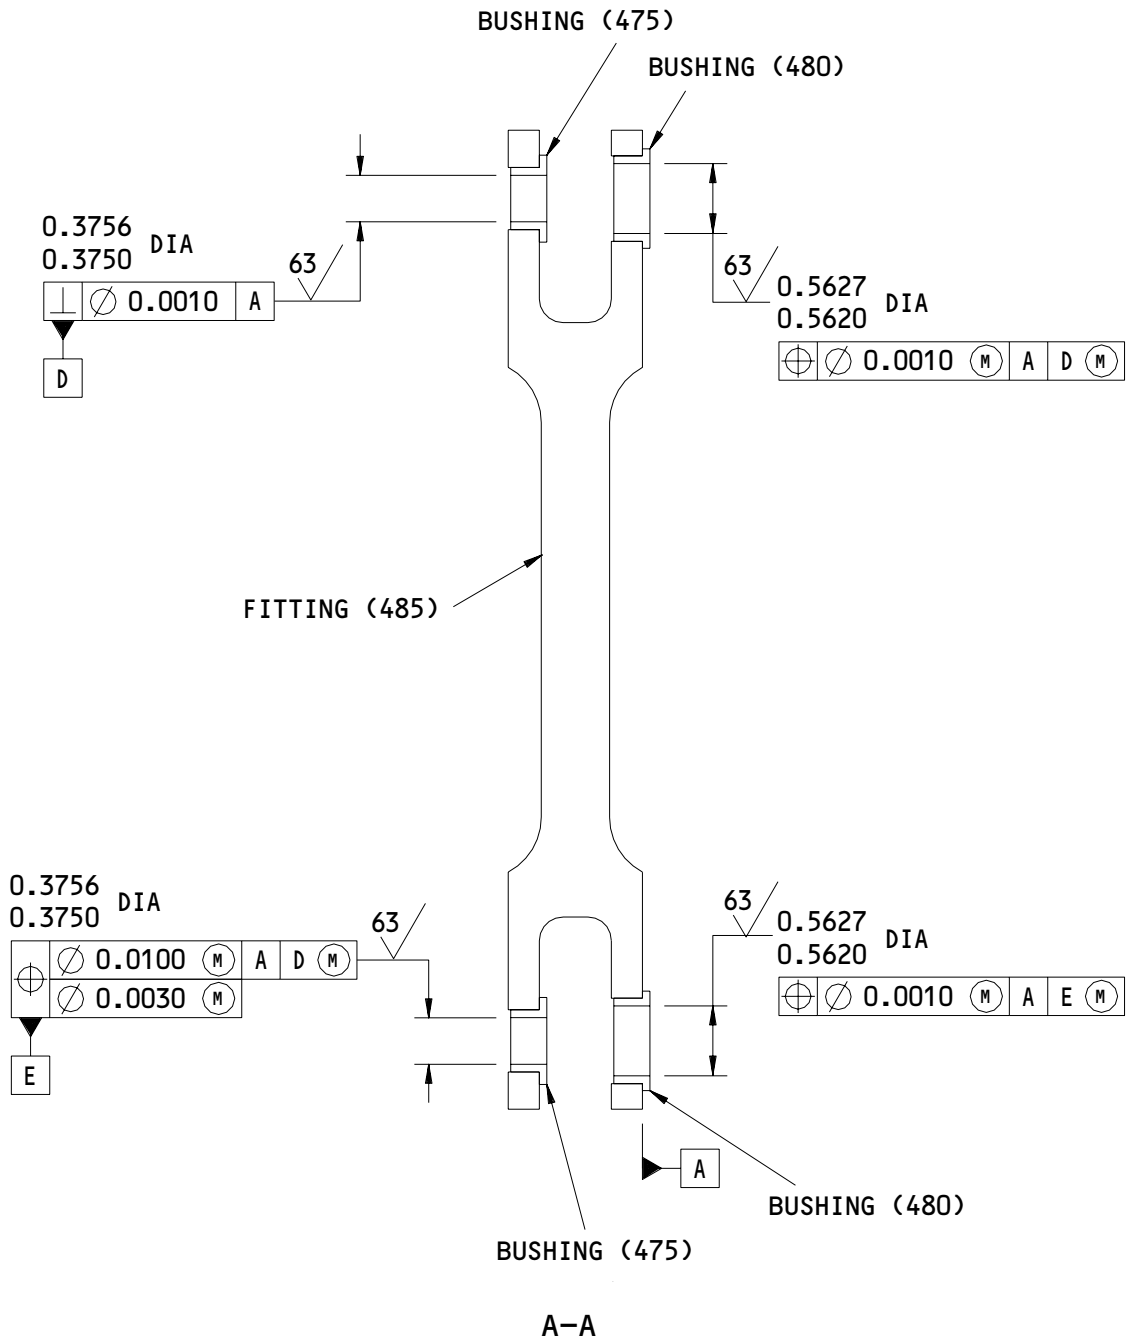 BUSHING (475)
BUSHING (480)
0.3756
0.3750 DIA
63
⊥ ∅ 0.0010 A
D
63
0.5627
0.5620 DIA
⌖ ∅ 0.0010 Ⓜ A D Ⓜ
FITTING (485)
0.3756
0.3750 DIA
63
⌖ ∅ 0.0100 Ⓜ A D Ⓜ
∅ 0.0030 Ⓜ
E
63
0.5627
0.5620 DIA
⌖ ∅ 0.0010 Ⓜ A E Ⓜ
A
BUSHING (480)
BUSHING (475)
A-A